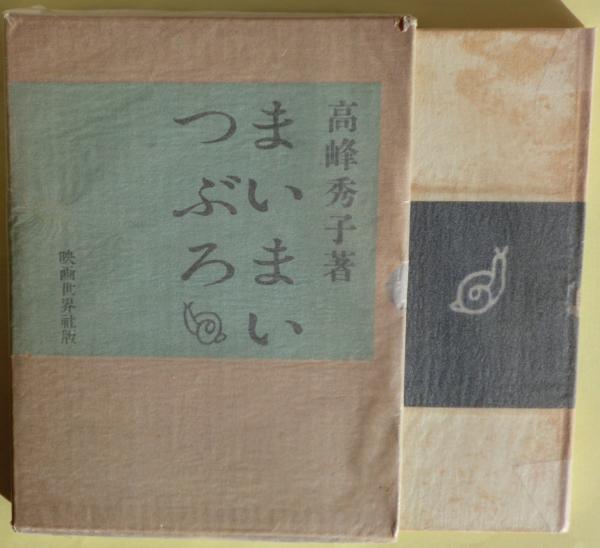 高峰秀子著
まいまい
つぶろ
映画世界社版